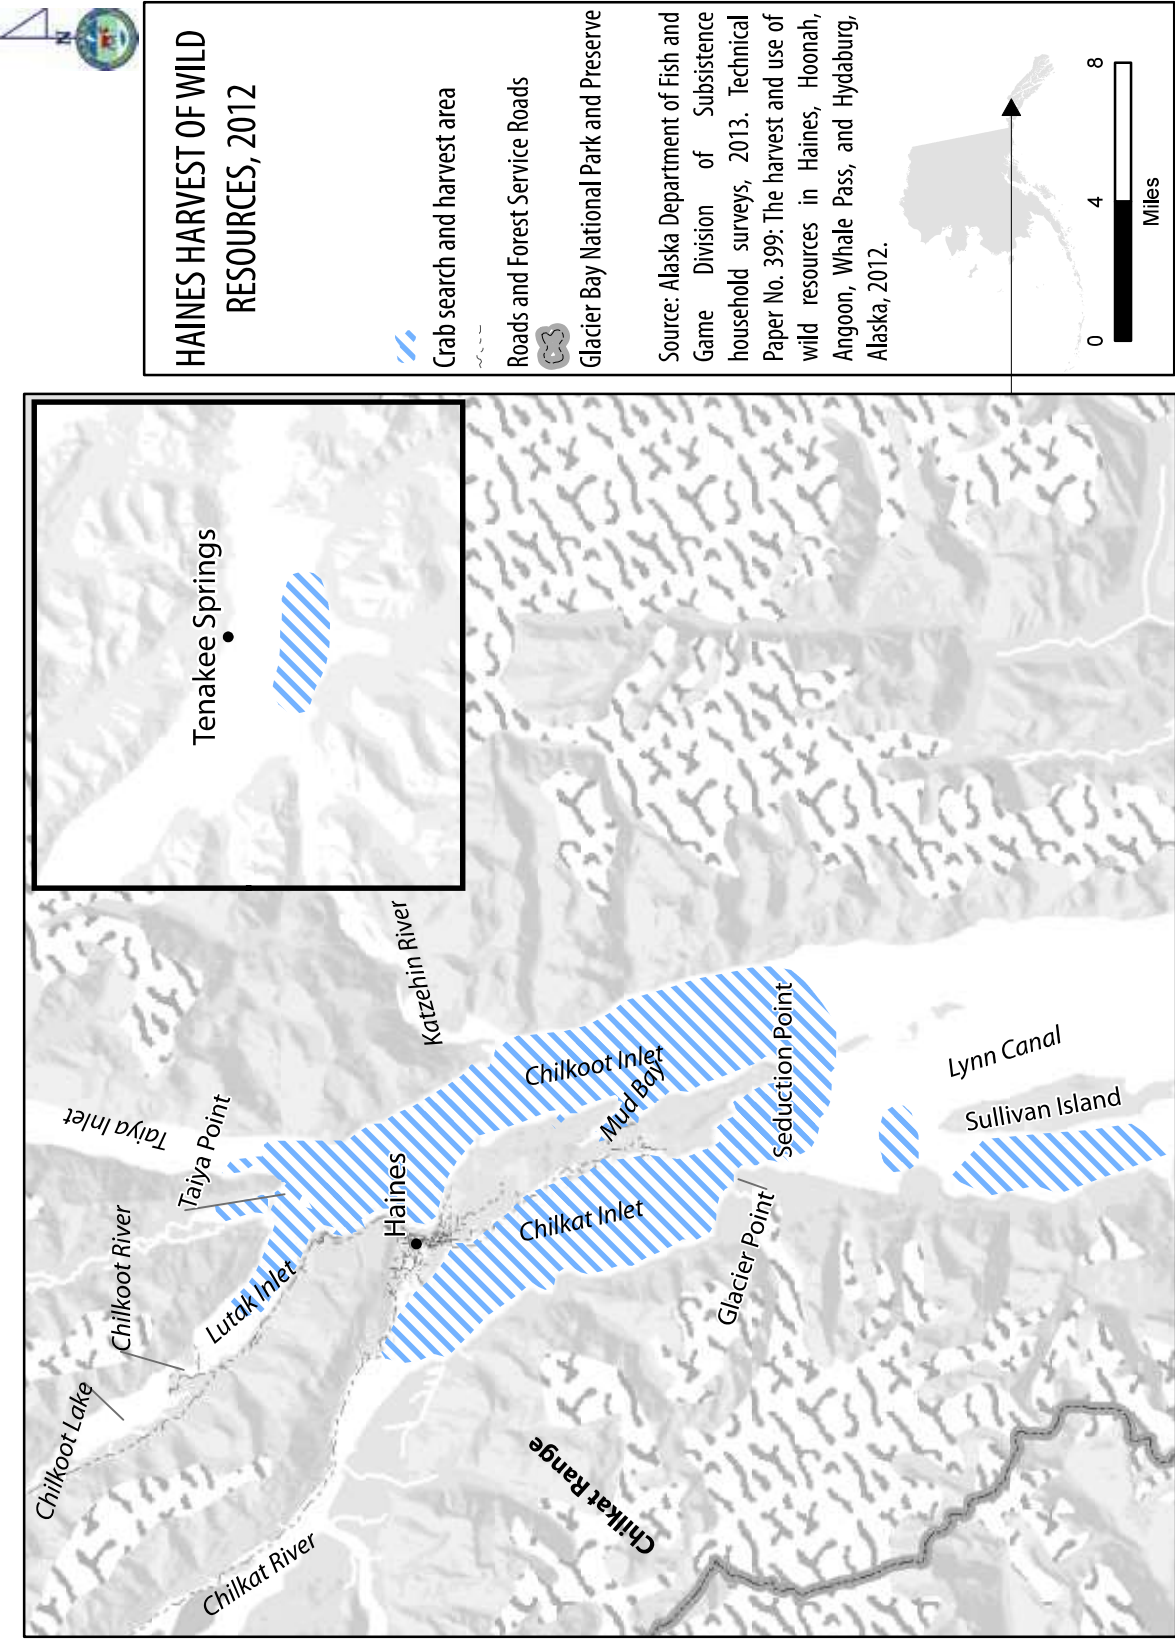 HAINES HARVEST OF WILD
RESOURCES, 2012
Crab search and harvest area
Roads and Forest Service Roads
Glacier Bay National Park and Preserve
Source: Alaska Department of Fish and
Game Division of Subsistence
household surveys, 2013. Technical
Paper No. 399: The harvest and use of
wild resources in Haines, Hoonah,
Angoon, Whale Pass, and Hydaburg,
Alaska, 2012.
0 4 8
Miles
N
Tenakee Springs
Chilkoot Lake
Chilkoot River
Taiya Inlet
Taiya Point
Katzehin River
Lutak Inlet
Chilkat River
Haines
Chilkoot Inlet
Mud Bay
Chilkat Inlet
Seduction Point
Glacier Point
Chilkat Range
Lynn Canal
Sullivan Island